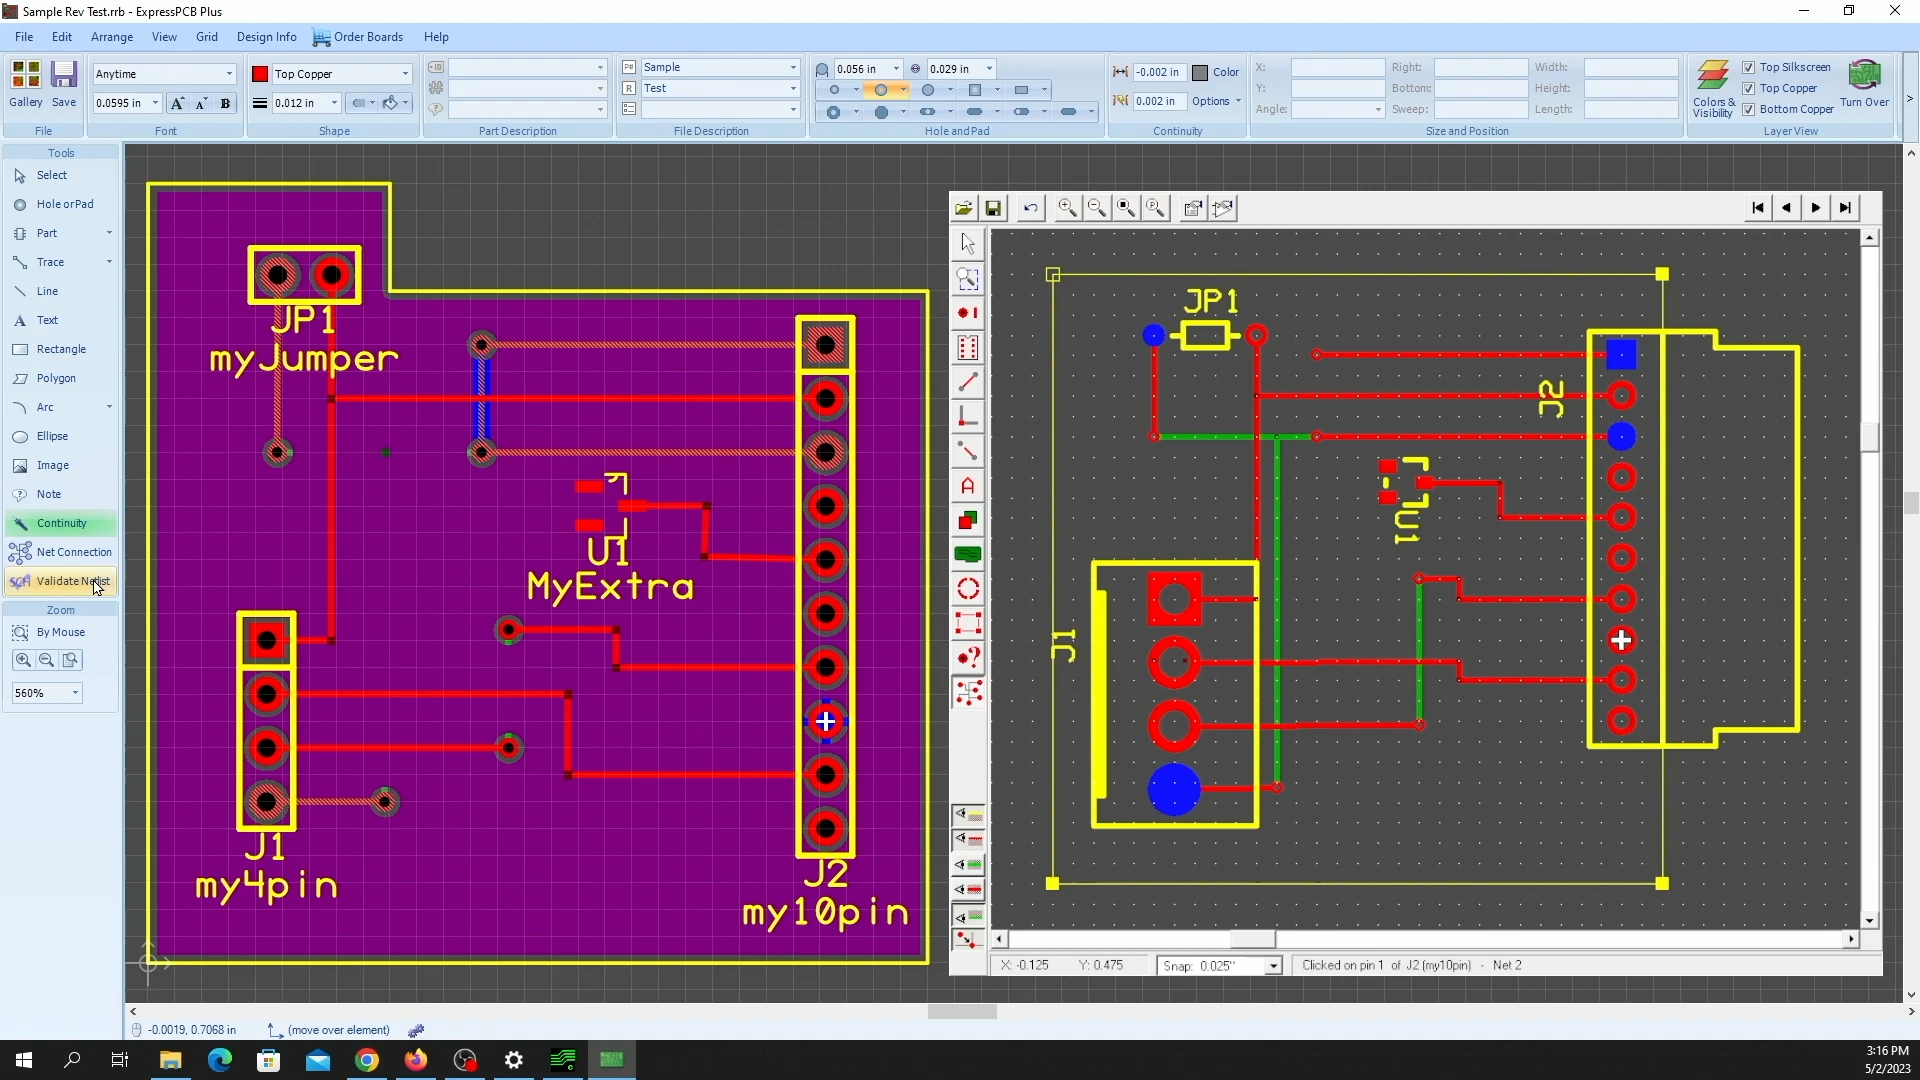 Sample Rev Test.rrb - ExpressPCB Plus
File Edit Arrange View Grid Design Info Order Boards Help
Gallery
Save
File
Anytime
0.0595 in A A B
Font
Top Copper
0.012 in
Shape
Part Description
Sample
Test
File Description
0.056 in 0.029 in
Hole and Pad
-0.002 in Color
0.002 in Options
Continuity
X: Right: Width:
Y: Bottom: Height:
Angle: Sweep: Length:
Size and Position
Colors & Visibility
Top Silkscreen
Top Copper
Bottom Copper
Turn Over
Layer View
Tools
Select
Hole or Pad
Part
Trace
Line
Text
Rectangle
Polygon
Arc
Ellipse
Image
Note
Continuity
Net Connection
Validate Netlist
Zoom
By Mouse
560%
JP1
myJumper
U1
MyExtra
J1
my4pin
J2
my10pin
JP1
J2
U1
J1
X: -0.125 Y: 0.475 Snap: 0.025" Clicked on pin 1 of J2 (my10pin) - Net 2
-0.0019, 0.7068 in (move over element)
3:16 PM
5/2/2023